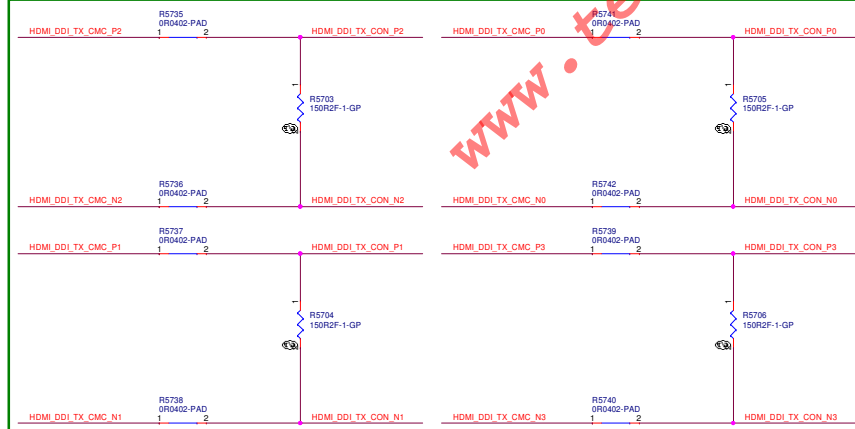 R5735
0R0402-PAD
HDMI_DDI_TX_CMC_P2 1 2 HDMI_DDI_TX_CON_P2
1
R5703
150R2F-1-GP
R5736
0R0402-PAD
HDMI_DDI_TX_CMC_N2 1 2 HDMI_DDI_TX_CON_N2
R5741
0R0402-PAD
HDMI_DDI_TX_CMC_P0 1 2 HDMI_DDI_TX_CON_P0
1
R5705
150R2F-1-GP
R5742
0R0402-PAD
HDMI_DDI_TX_CMC_N0 1 2 HDMI_DDI_TX_CON_N0
R5737
0R0402-PAD
HDMI_DDI_TX_CMC_P1 1 2 HDMI_DDI_TX_CON_P1
1
R5704
150R2F-1-GP
R5738
0R0402-PAD
HDMI_DDI_TX_CMC_N1 1 2 HDMI_DDI_TX_CON_N1
R5739
0R0402-PAD
HDMI_DDI_TX_CMC_P3 1 2 HDMI_DDI_TX_CON_P3
1
R5706
150R2F-1-GP
R5740
0R0402-PAD
HDMI_DDI_TX_CMC_N3 1 2 HDMI_DDI_TX_CON_N3
www.te